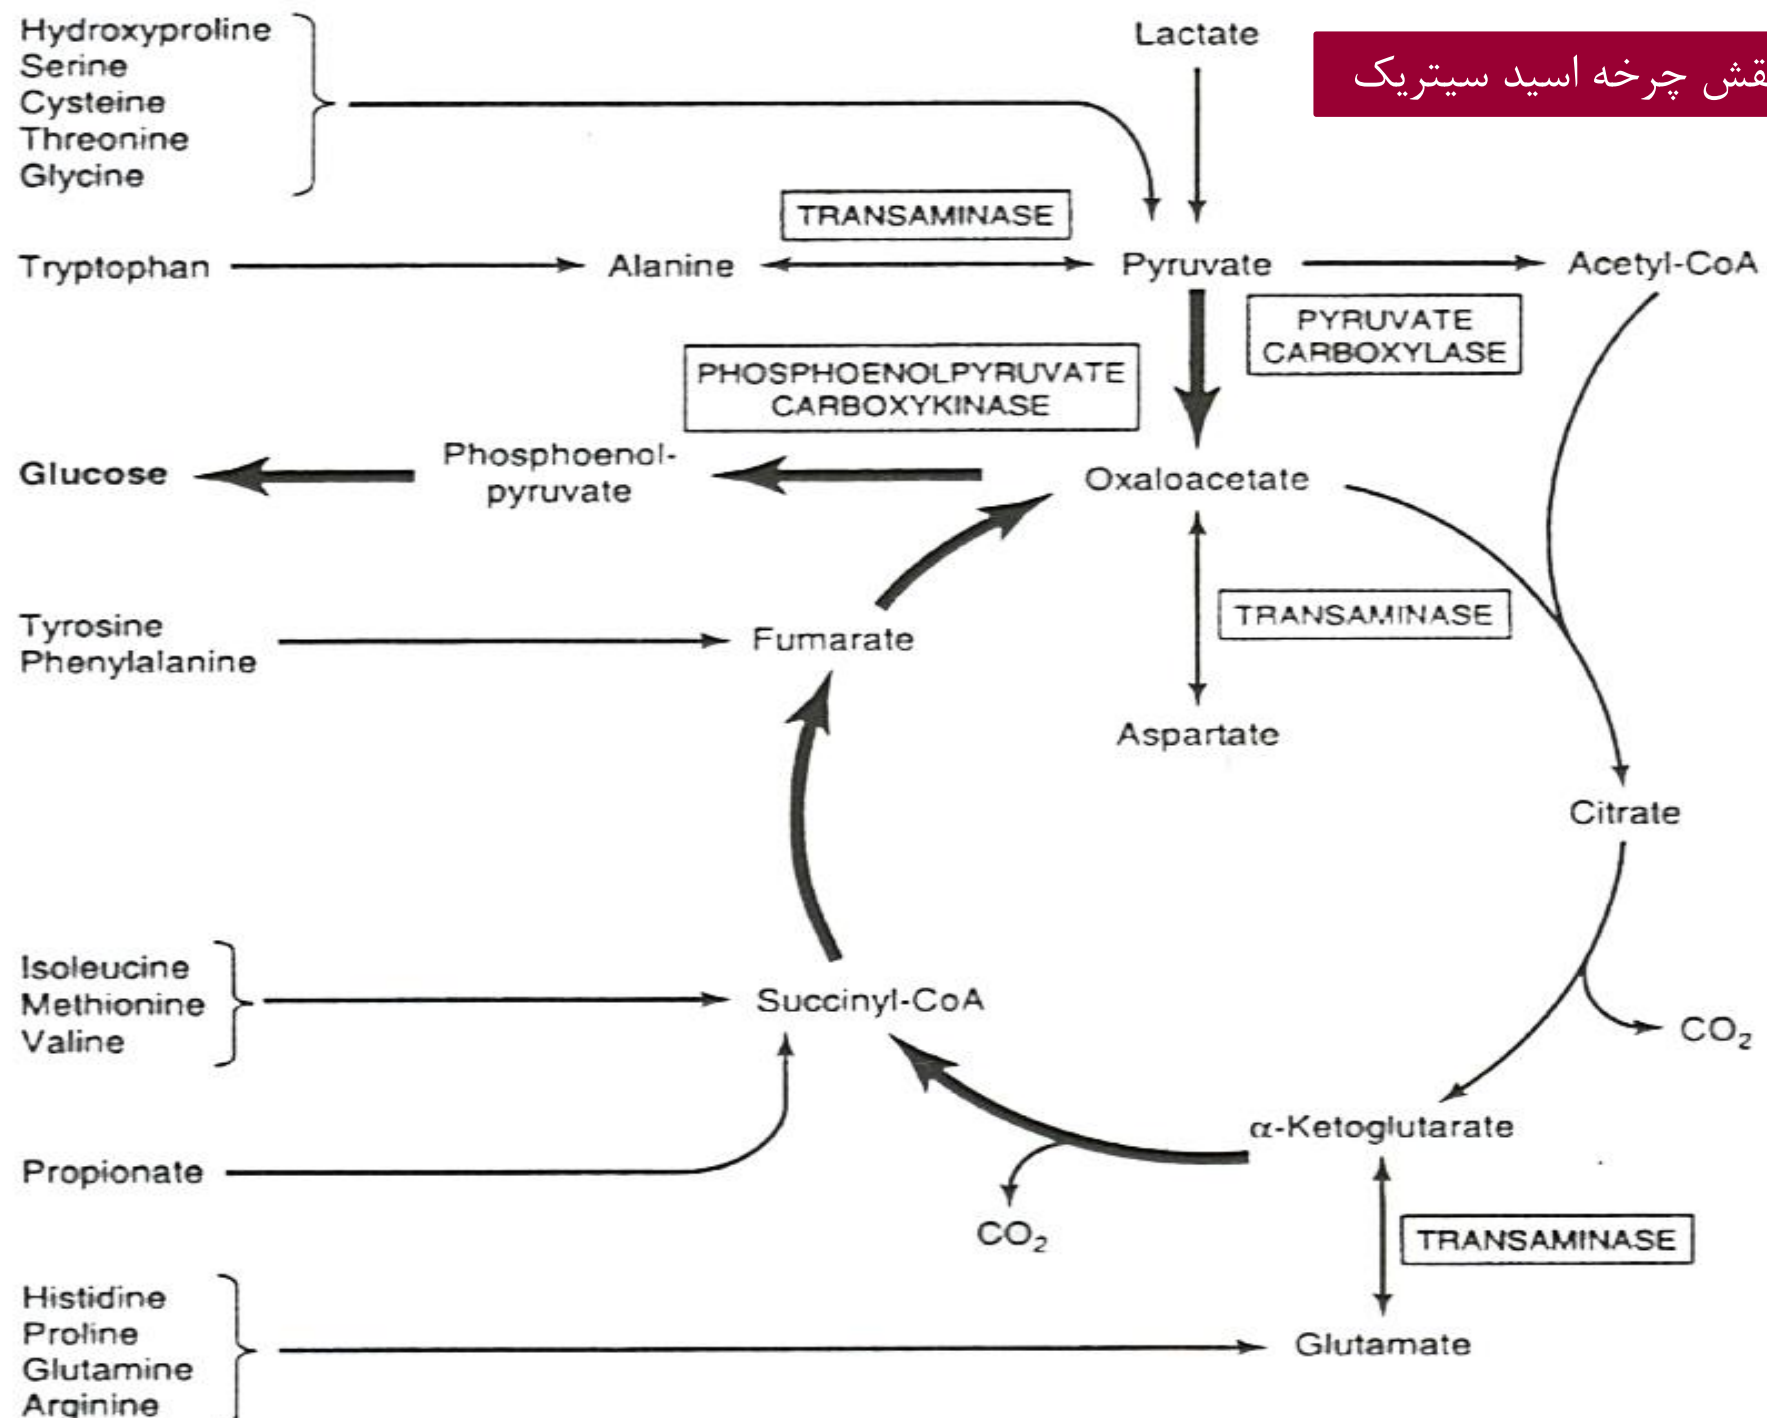 Hydroxyproline
Serine
Cysteine
Threonine
Glycine
Lactate
چرخه اسید سیتریک
TRANSAMINASE
Tryptophan
Alanine
Pyruvate
Acetyl-CoA
PYRUVATE
CARBOXYLASE
PHOSPHOENOLPYRUVATE
CARBOXYKINASE
Glucose
Phosphoenol-
pyruvate
Oxaloacetate
Tyrosine
Phenylalanine
Fumarate
TRANSAMINASE
Aspartate
Citrate
Isoleucine
Methionine
Valine
Succinyl-CoA
CO₂
α-Ketoglutarate
Propionate
CO₂
TRANSAMINASE
Histidine
Proline
Glutamine
Arginine
Glutamate